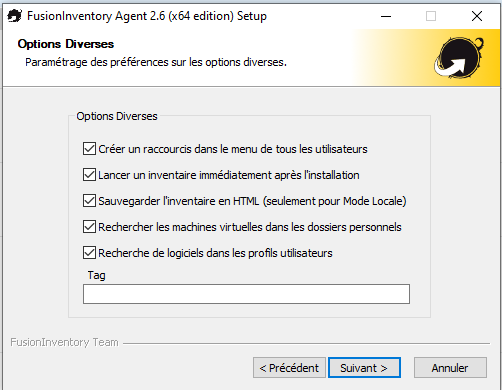 FusionInventory Agent 2.6 (x64 edition) Setup
Options Diverses
Paramétrage des préférences sur les options diverses.
Options Diverses
Créer un raccourcis dans le menu de tous les utilisateurs
Lancer un inventaire immédiatement après l'installation
Sauvegarder l'inventaire en HTML (seulement pour Mode Locale)
Rechercher les machines virtuelles dans les dossiers personnels
Recherche de logiciels dans les profils utilisateurs
Tag
FusionInventory Team
< Précédent
Suivant >
Annuler